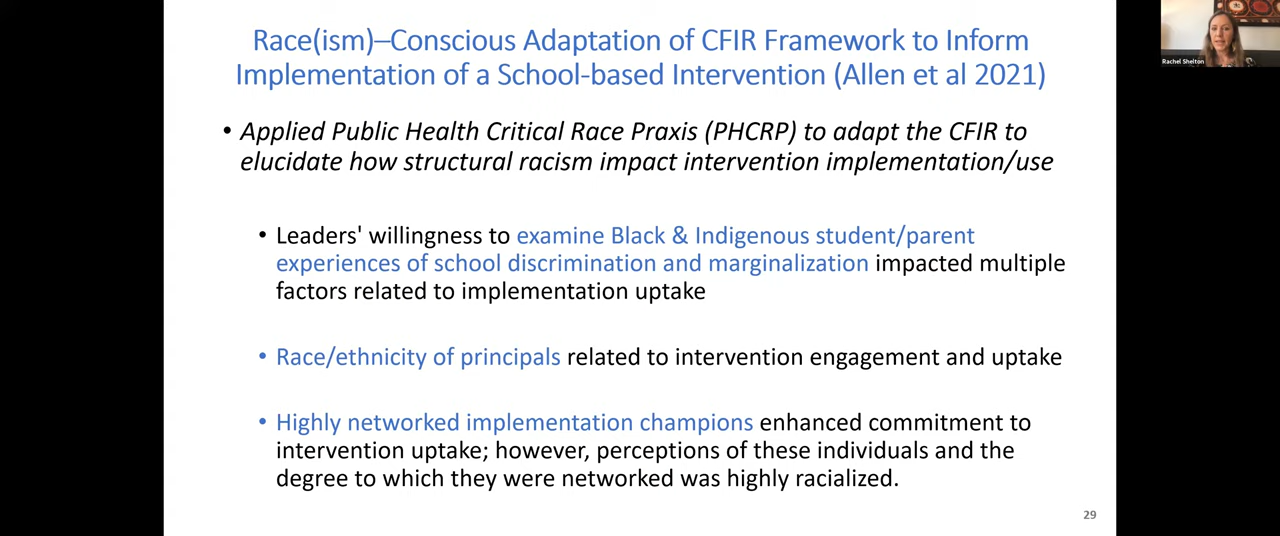 Race(ism)–Conscious Adaptation of CFIR Framework to Inform
Implementation of a School-based Intervention (Allen et al 2021)
Rachel Shelton
• Applied Public Health Critical Race Praxis (PHCRP) to adapt the CFIR to
elucidate how structural racism impact intervention implementation/use
• Leaders' willingness to examine Black & Indigenous student/parent
experiences of school discrimination and marginalization impacted multiple
factors related to implementation uptake
• Race/ethnicity of principals related to intervention engagement and uptake
• Highly networked implementation champions enhanced commitment to
intervention uptake; however, perceptions of these individuals and the
degree to which they were networked was highly racialized.
29